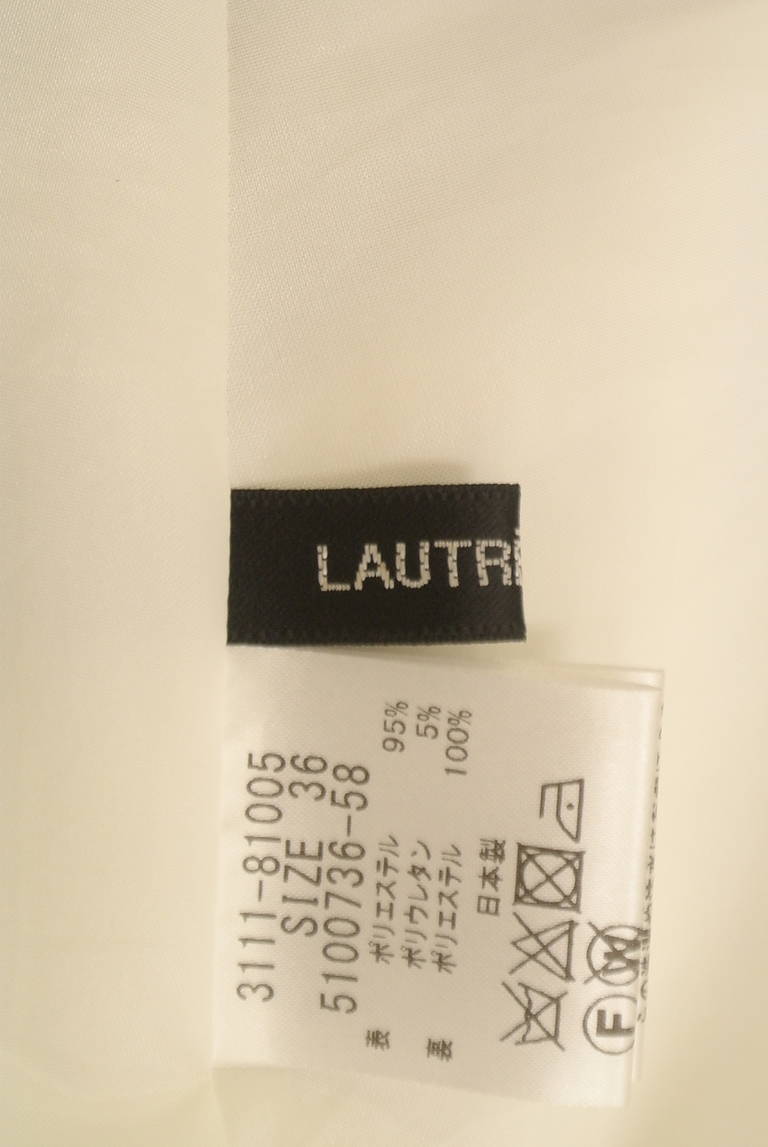 LAUTR
3111-81005
SIZE 36
5100736-58
表 ポリエステル 95%
ポリウレタン 5%
裏 ポリエステル 100%
日本製
F W